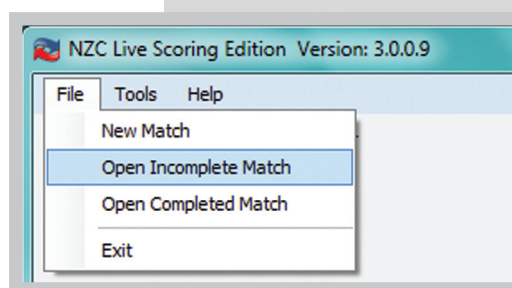 NZC Live Scoring Edition Version: 3.0.0.9
File Tools Help
New Match
Open Incomplete Match
Open Completed Match
Exit